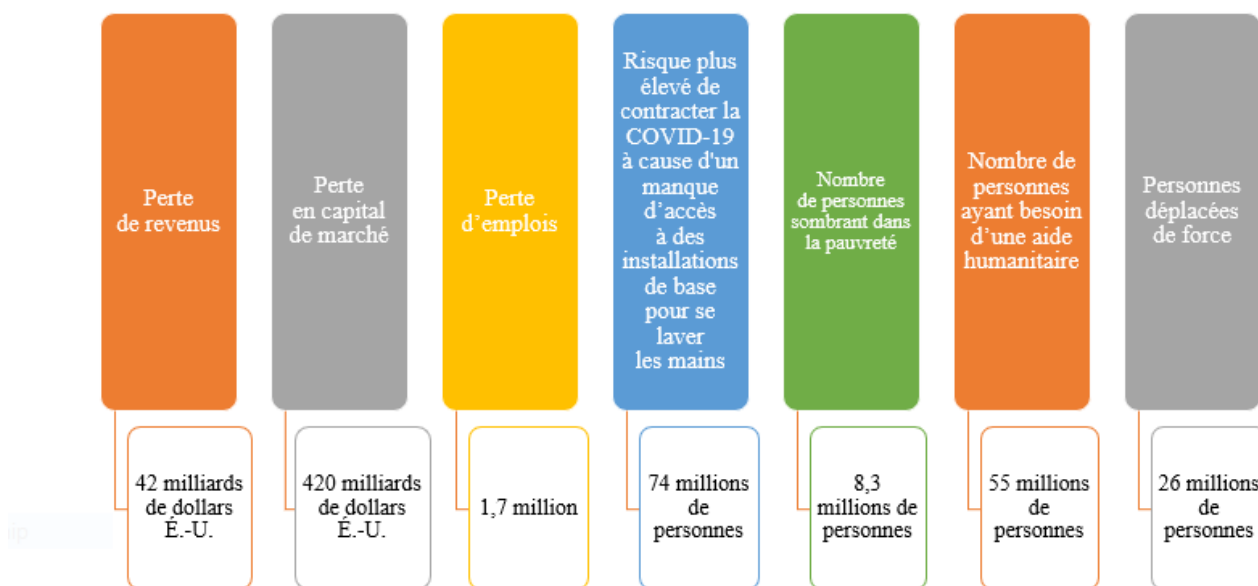 Perte
de revenus
42 milliards
de dollars
É.-U.
Perte
en capital
de marché
420 milliards
de dollars
É.-U.
Perte
d’emplois
1,7 million
Risque plus
élevé de
contracter la
COVID-19
à cause d'un
manque
d’accès
à des
installations
de base
pour se
laver
les mains
74 millions
de
personnes
Nombre
de personnes
sombrant dans
la pauvreté
8,3
millions de
personnes
Nombre de
personnes
ayant besoin
d’une aide
humanitaire
55 millions
de
personnes
Personnes
déplacées
de force
26 millions
de
personnes